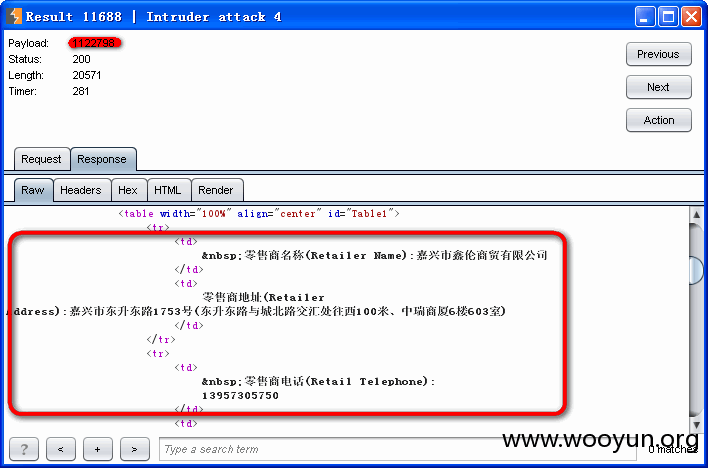 Result 11688 | Intruder attack 4
Payload: 1122798
Status: 200
Length: 20571
Timer: 281
Previous
Next
Action
Request Response
Raw Headers Hex HTML Render
<table width="100%" align="center" id="Table1">
<tr>
<td>
&nbsp;零售商名称(Retailer Name):嘉兴市鑫伦商贸有限公司
</td>
<td>
零售商地址(Retailer
Address):嘉兴市东升东路1753号(东升东路与城北路交汇处往西100米、中瑞商厦6楼603室)
</td>
</tr>
<tr>
<td>
&nbsp;零售商电话(Retail Telephone):
13957305750
</td>
<td>
? < + > Type a search term 0 matches
www.wooyun.org